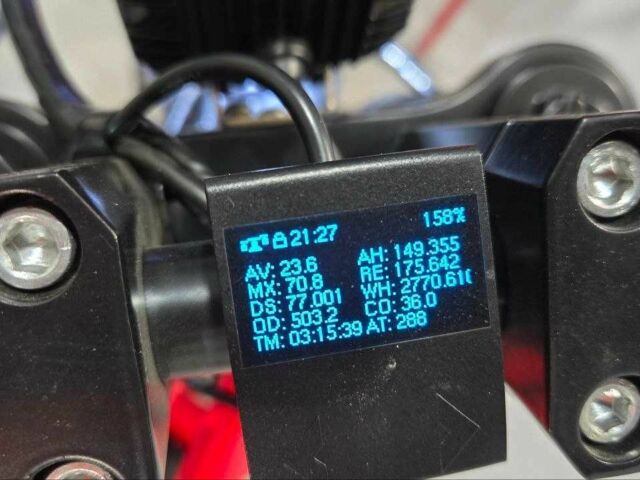 21:27 158%
AV: 23.6 AH: 149.355
MX: 70.8 RE: 175.642
DS: 77.001 WH: 2770.610
OD: 503.2 CO: 36.0
TM: 03:15:39 AT: 288